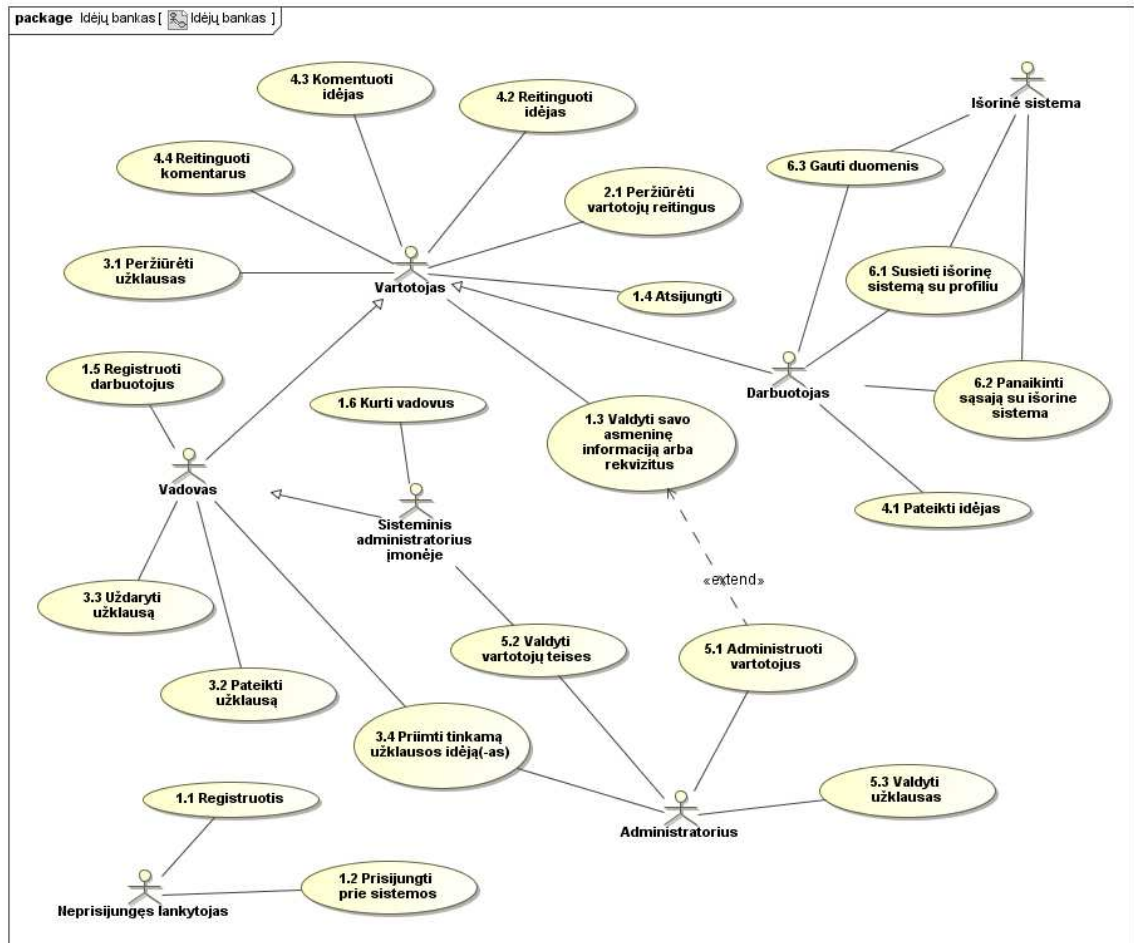 package Idėjų bankas [ Idėjų bankas ]
4.3 Komentuoti
idėjas
4.2 Reitinguoti
idėjas
Išorinė sistema
4.4 Reitinguoti
komentarus
6.3 Gauti duomenis
2.1 Peržiūrėti
vartotojų reitingus
3.1 Peržiūrėti
užklausas
Vartotojas
1.4 Atsijungti
6.1 Susieti išorinę
sistemą su profiliu
1.5 Registruoti
darbuotojus
1.6 Kurti vadovus
Darbuotojas
6.2 Panaikinti
sąsają su išorine
sistema
1.3 Valdyti savo
asmeninę
informaciją arba
rekvizitus
Vadovas
Sisteminis
administratorius
įmonėje
4.1 Pateikti idėjas
«extend»
3.3 Uždaryti
užklausą
5.2 Valdyti
vartotojų teises
5.1 Administruoti
vartotojus
3.2 Pateikti
užklausą
3.4 Priimti tinkamą
užklausos idėją(-as)
1.1 Registruotis
5.3 Valdyti
užklausas
Administratorius
1.2 Prisijungti
prie sistemos
Neprisijungęs lankytojas